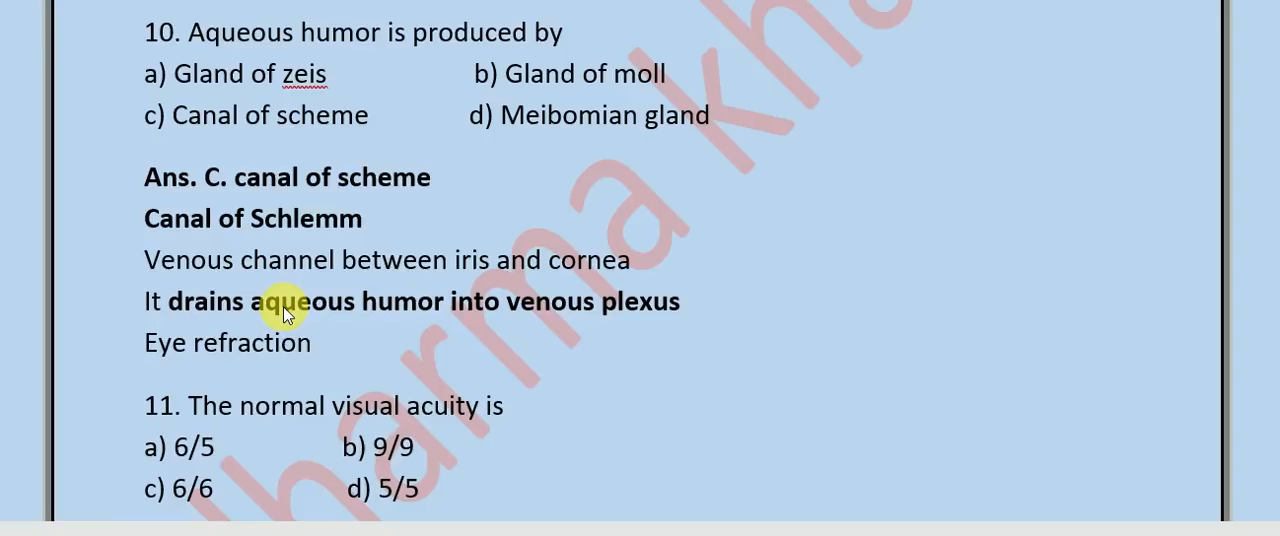 10. Aqueous humor is produced by
a) Gland of zeis b) Gland of moll
c) Canal of scheme d) Meibomian gland
Ans. C. canal of scheme
Canal of Schlemm
Venous channel between iris and cornea
It drains aqueous humor into venous plexus
Eye refraction
11. The normal visual acuity is
a) 6/5 b) 9/9
c) 6/6 d) 5/5